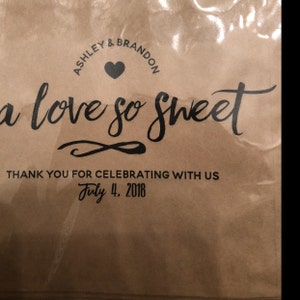 ASHLEY & BRANDON
a love so sweet
THANK YOU FOR CELEBRATING WITH US
July 4, 2018